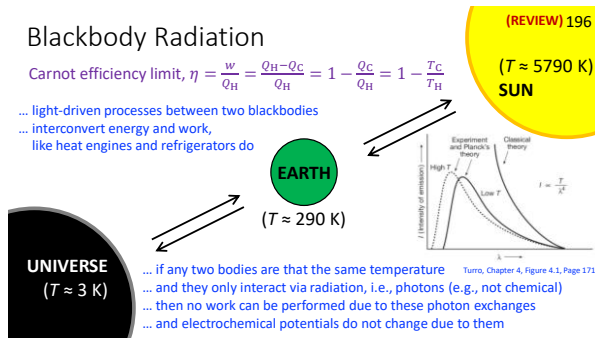 (REVIEW) 196
Blackbody Radiation
Carnot efficiency limit, η = w/Q_H = (Q_H−Q_C)/Q_H = 1 − Q_C/Q_H = 1 − T_C/T_H
(T ≈ 5790 K)
SUN
... light-driven processes between two blackbodies
... interconvert energy and work,
like heat engines and refrigerators do
EARTH
(T ≈ 290 K)
Experiment
and Planck's
theory
Classical
theory
High T
Low T
I = T/λ⁴
I (intensity of emission)
λ
UNIVERSE
(T ≈ 3 K)
... if any two bodies are that the same temperature
Turro, Chapter 4, Figure 4.1, Page 171
... and they only interact via radiation, i.e., photons (e.g., not chemical)
... then no work can be performed due to these photon exchanges
... and electrochemical potentials do not change due to them